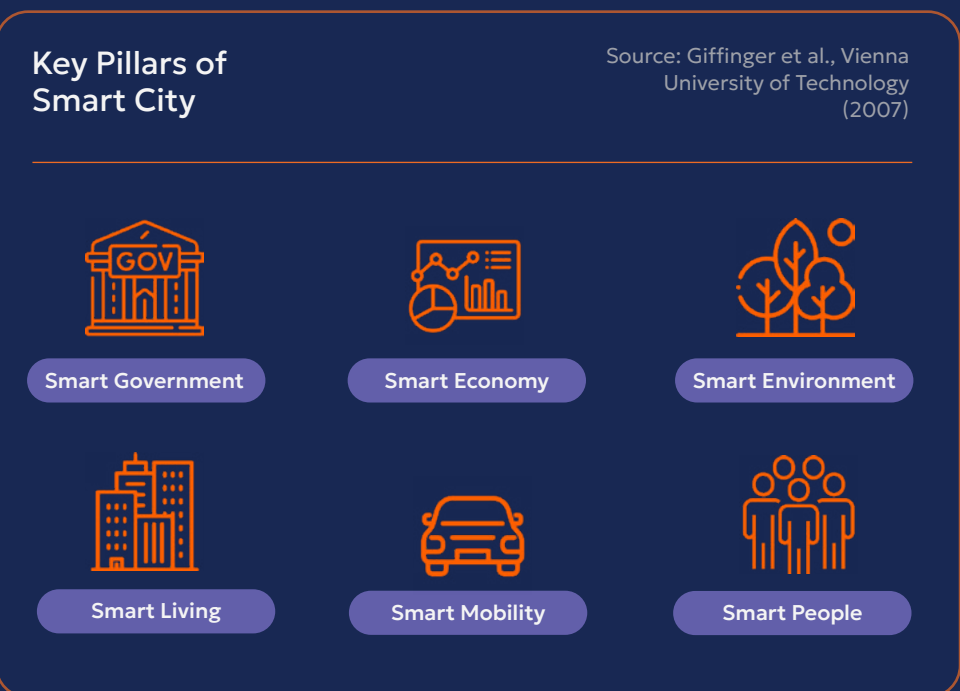 Key Pillars of
Smart City
Source: Giffinger et al., Vienna
University of Technology
(2007)
GOV
Smart Government
Smart Economy
Smart Environment
Smart Living
Smart Mobility
Smart People